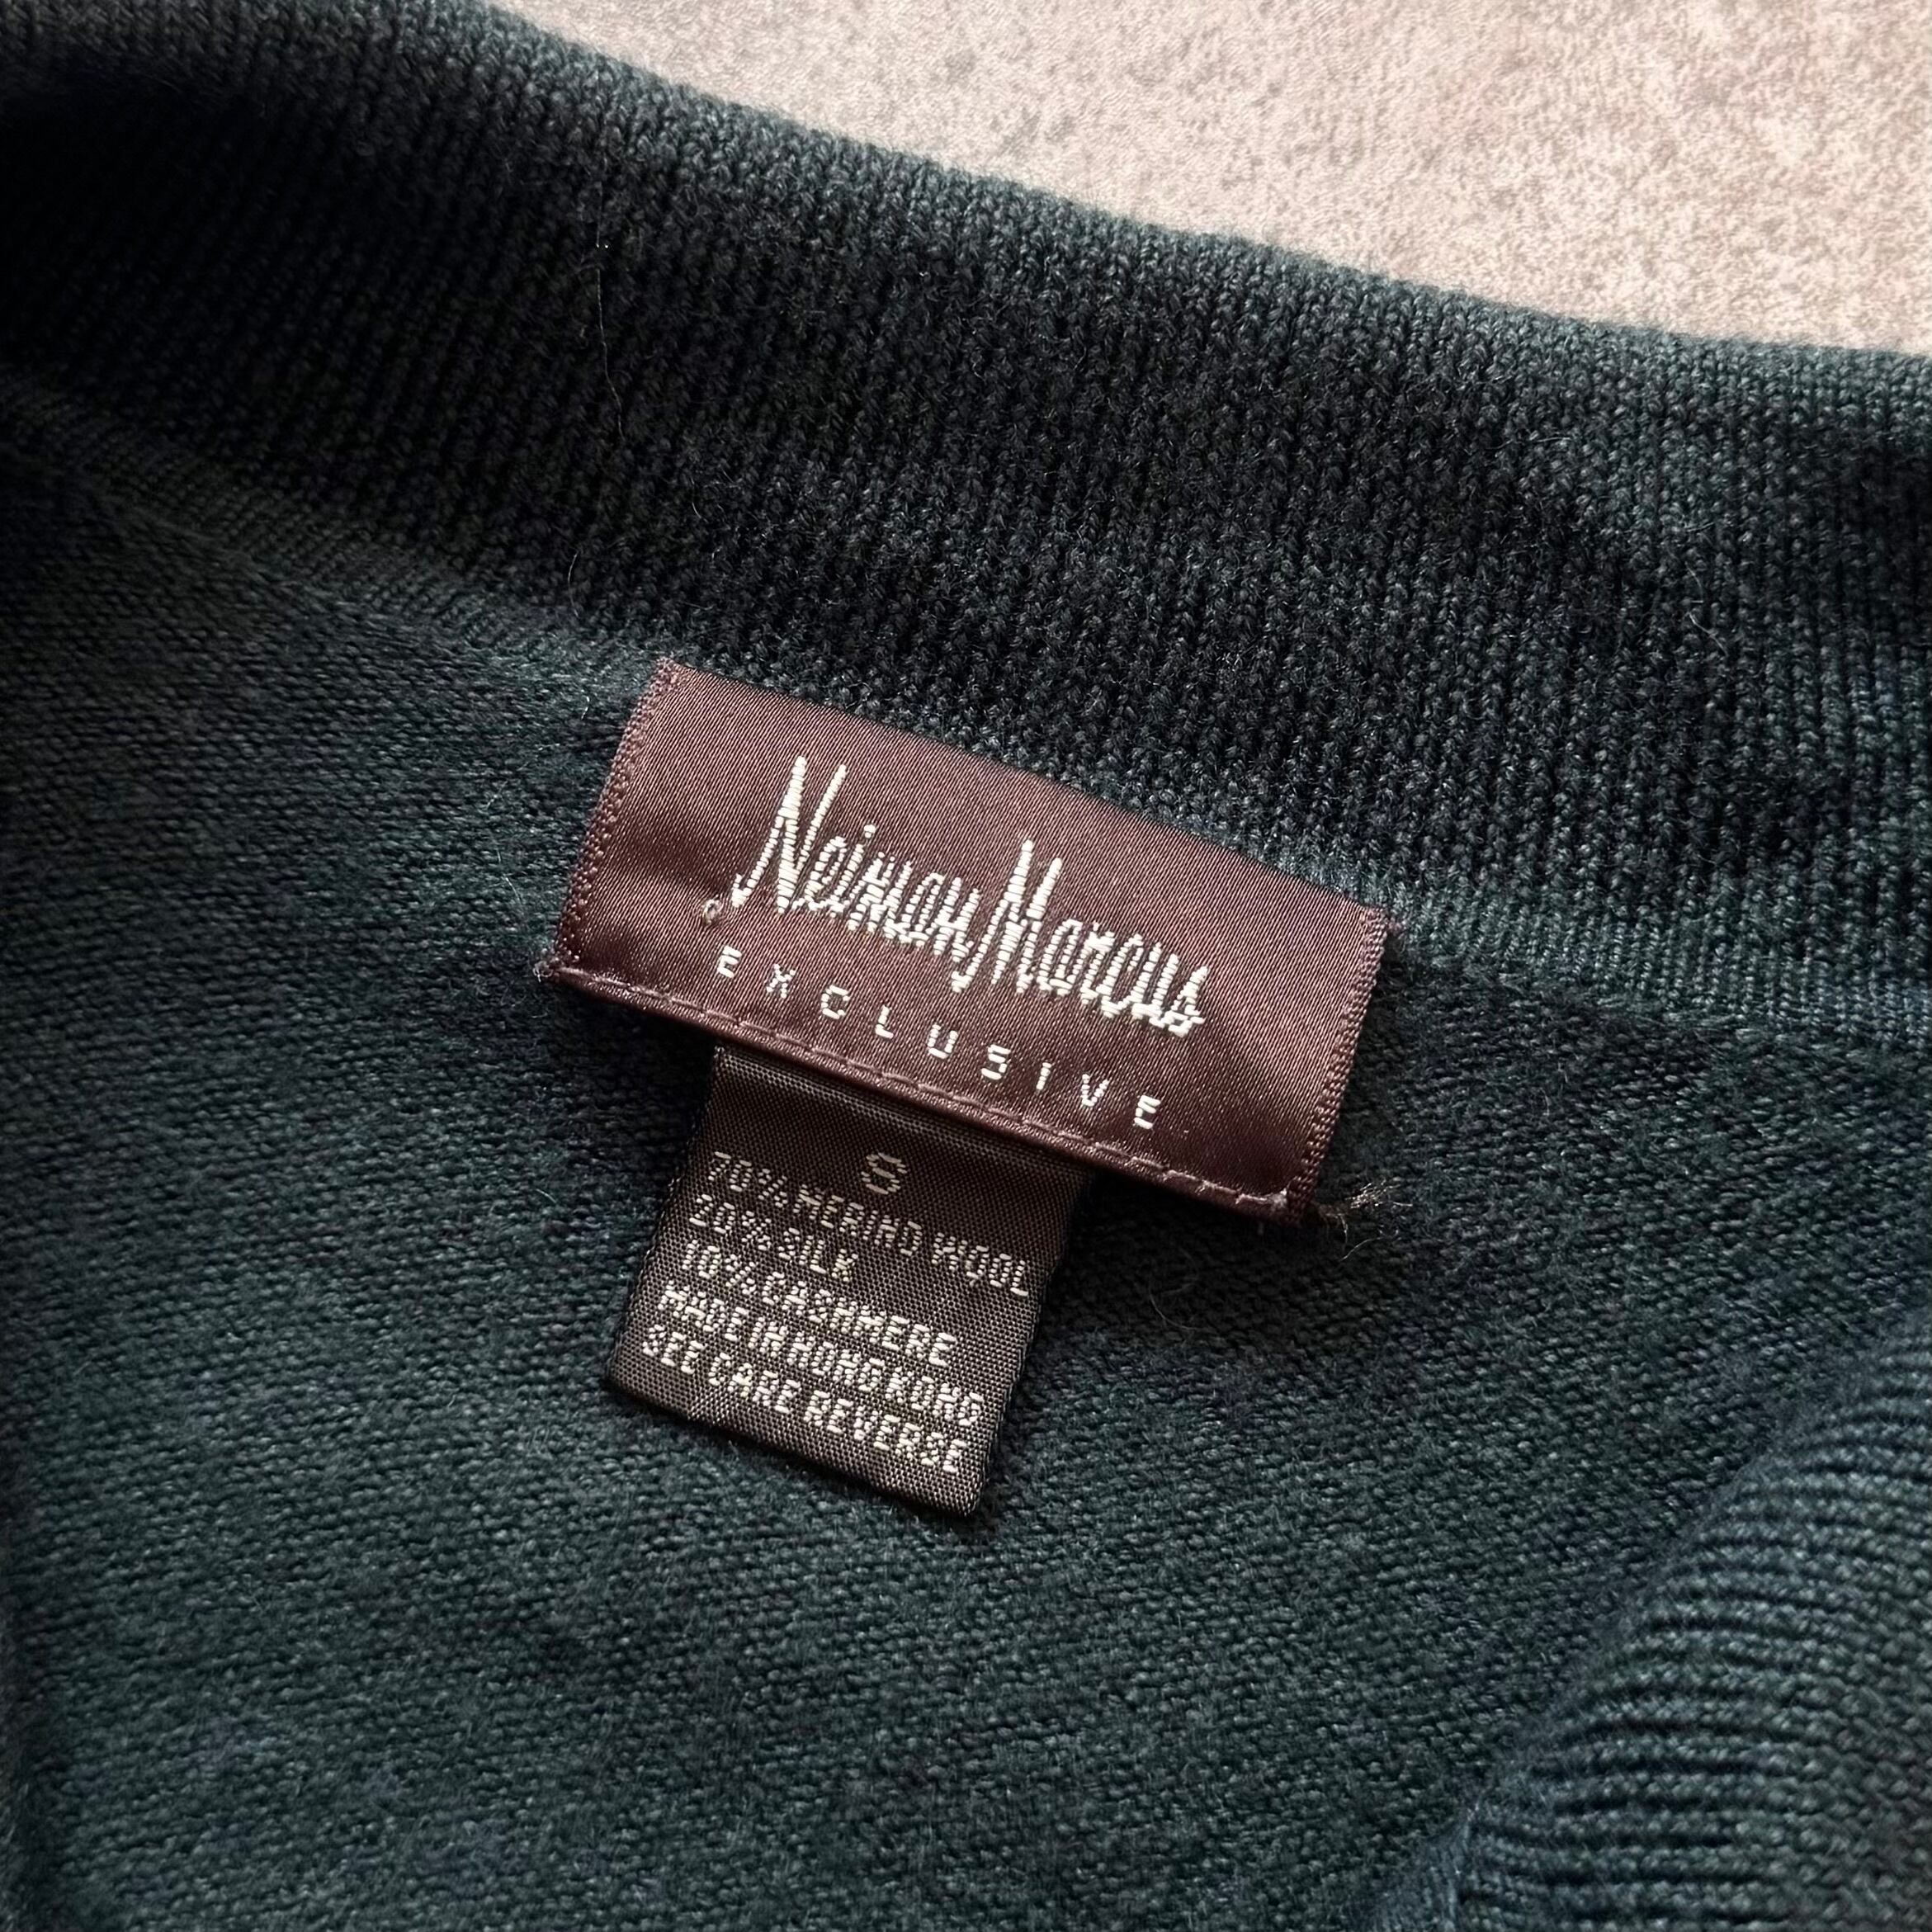 Neiman Marcus
EXCLUSIVE
S
70% MERINO WOOL
20% SILK
10% CASHMERE
MADE IN HONG KONG
SEE CARE REVERSE